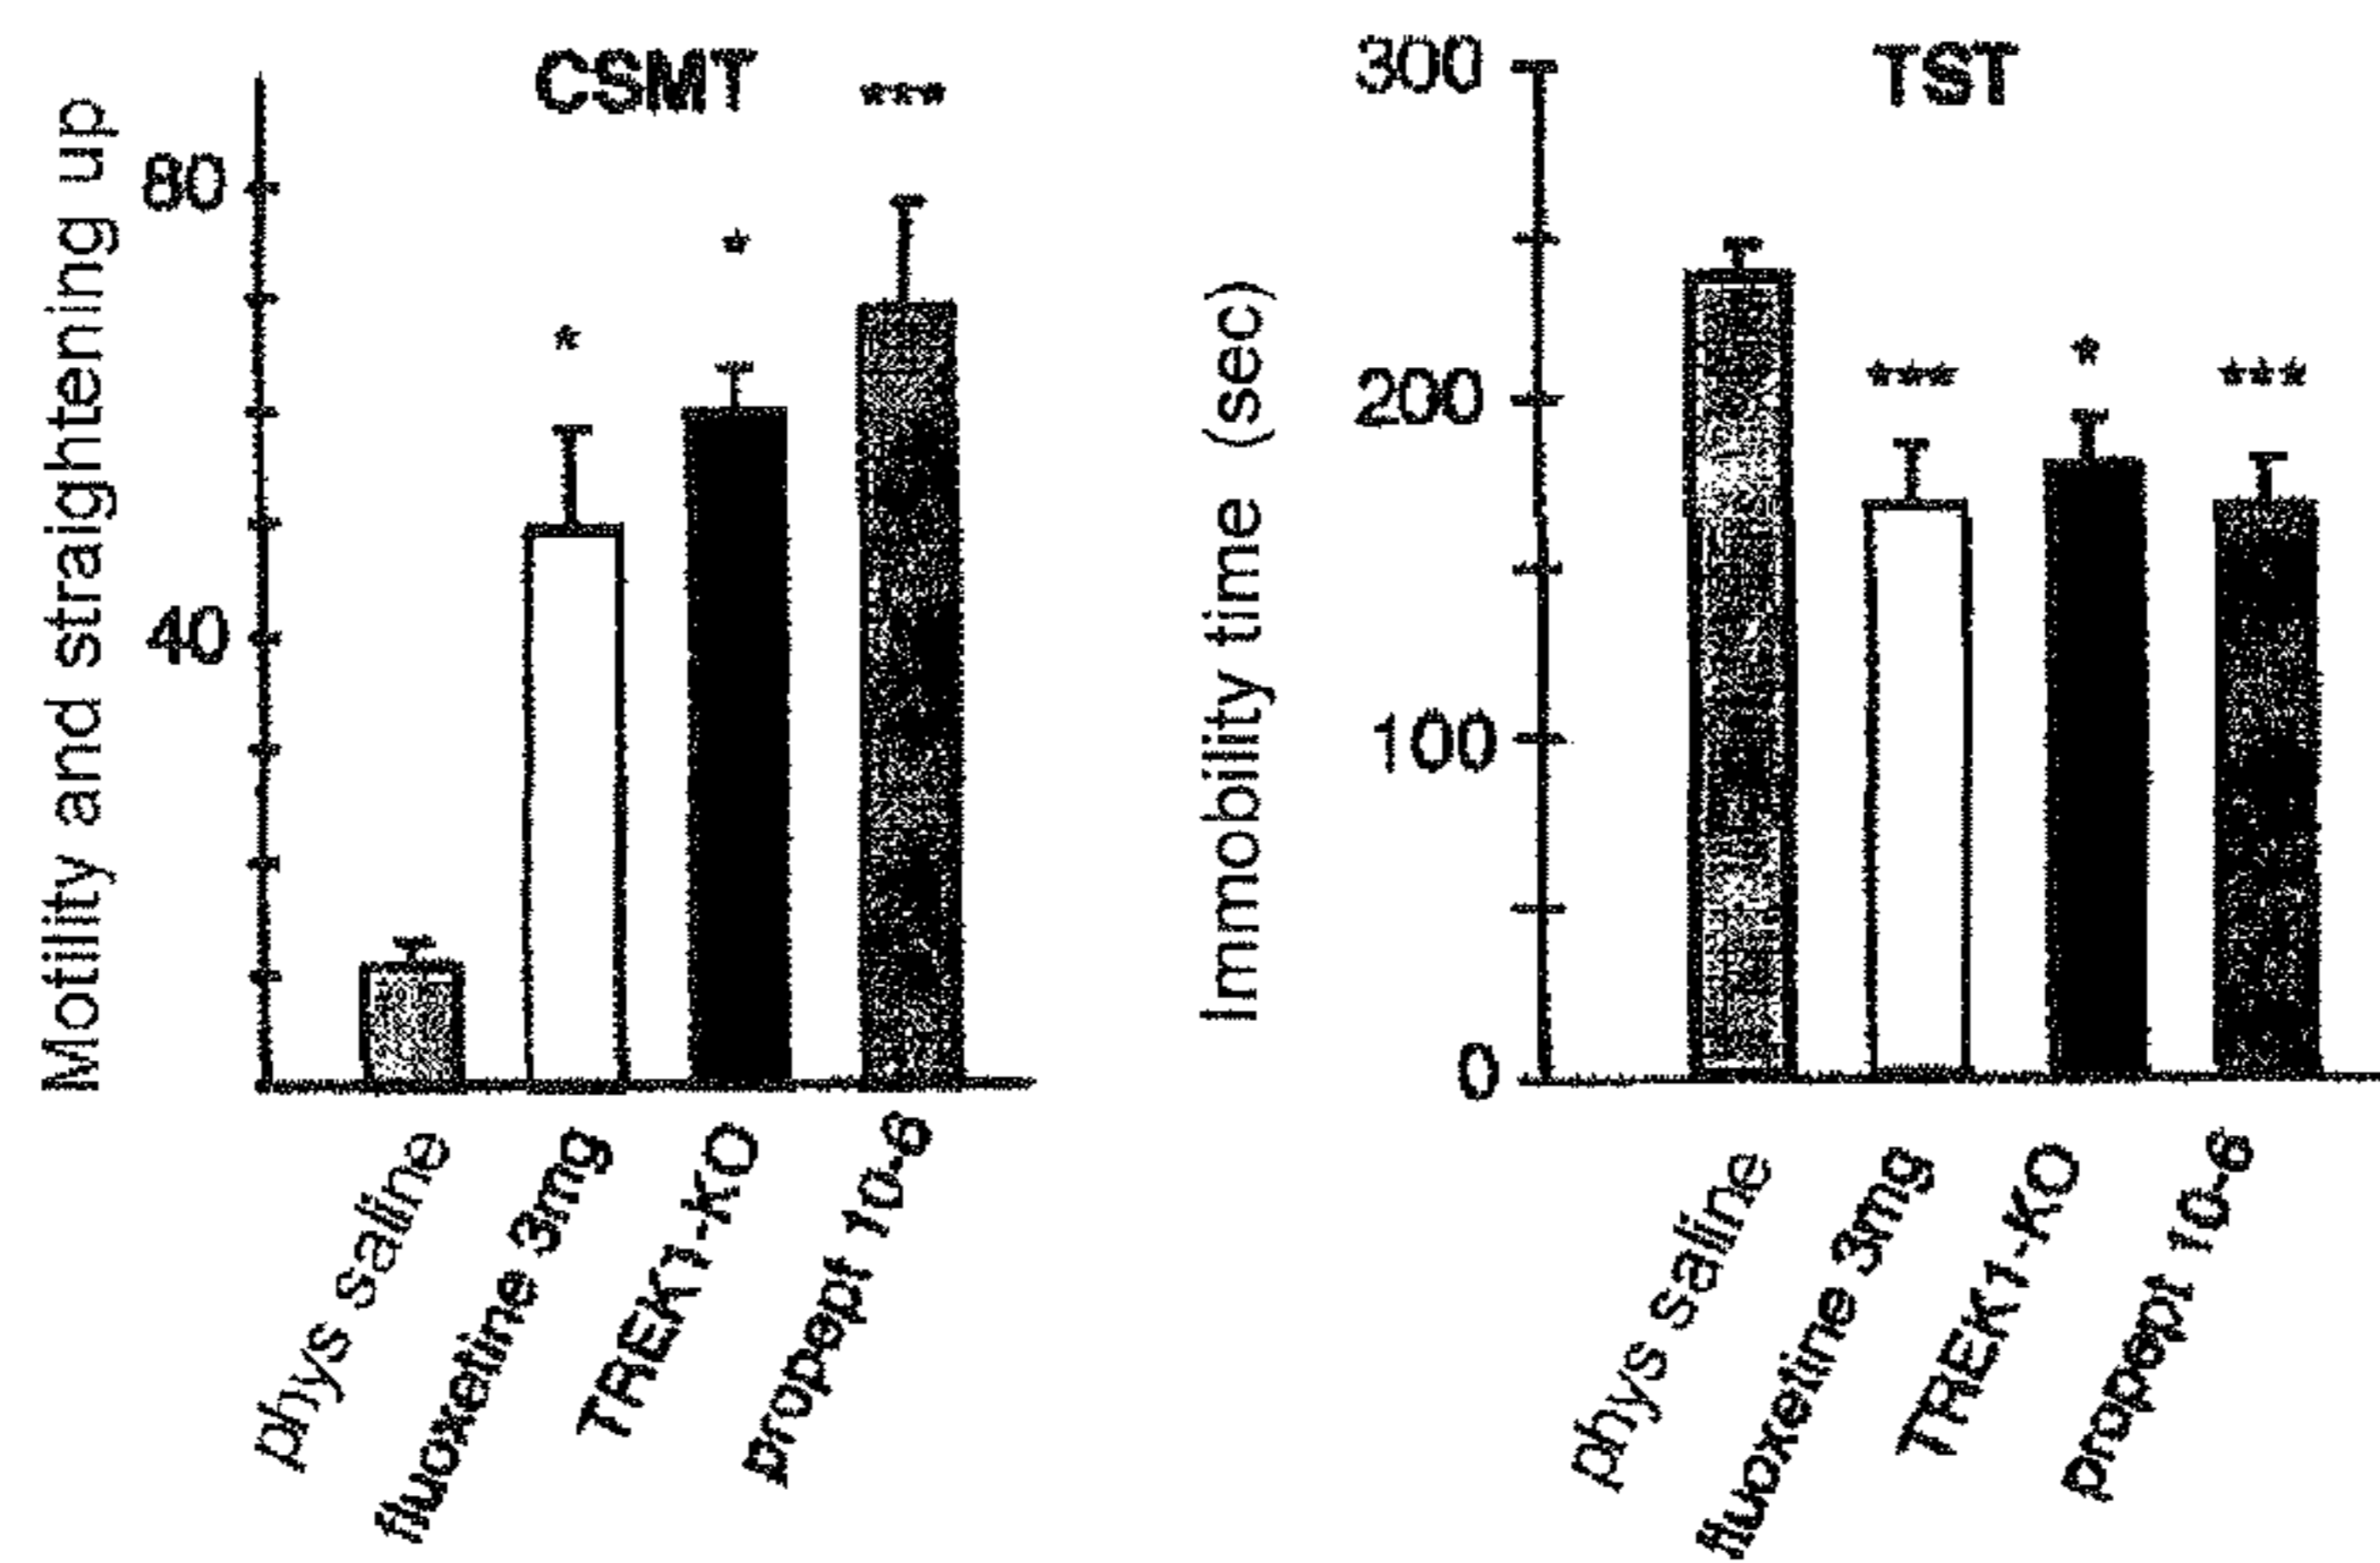 CSMT
***
Motility and straightening up
80
*
*
40
phys saline
fluoxetine 3mg
TREK1-KO
propept 10-6
TST
300
Immobility time (sec)
200
***
*
***
100
0
phys saline
fluoxetine 3mg
TREK1-KO
propept 10-6